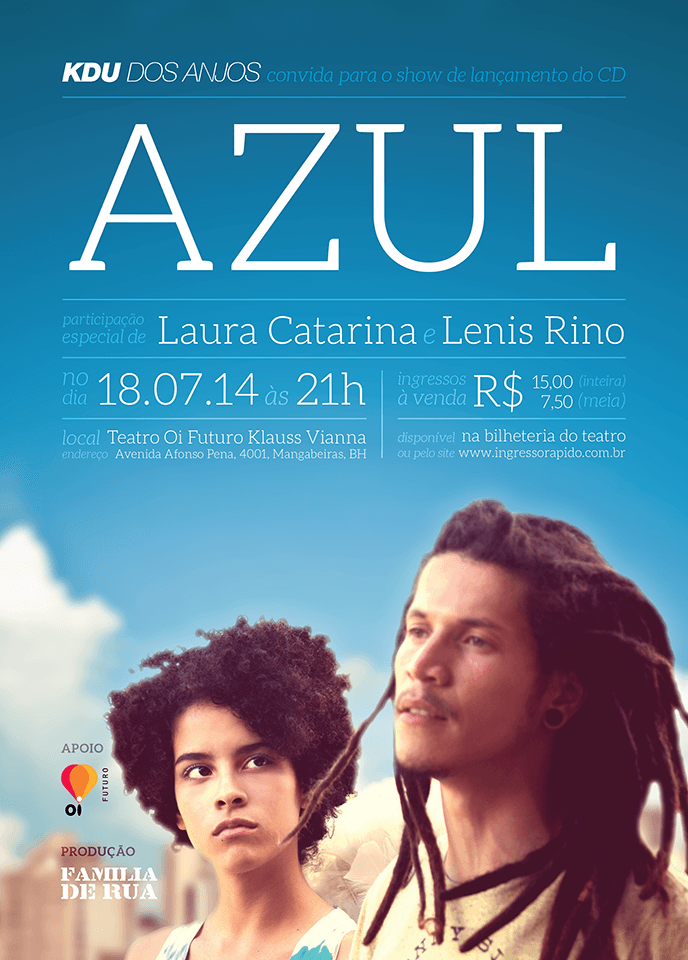 KDU DOS ANJOS convida para o show de lançamento do CD
AZUL
participação
especial de Laura Catarina e Lenis Rino
no
dia 18.07.14 às 21h
ingressos
à venda R$ 15,00 (inteira)
7,50 (meia)
local Teatro Oi Futuro Klauss Vianna
endereço Avenida Afonso Pena, 4001, Mangabeiras, BH
disponível na bilheteria do teatro
ou pelo site www.ingressorapido.com.br
APOIO
oi
FUTURO
PRODUÇÃO
FAMILIA
DE RUA